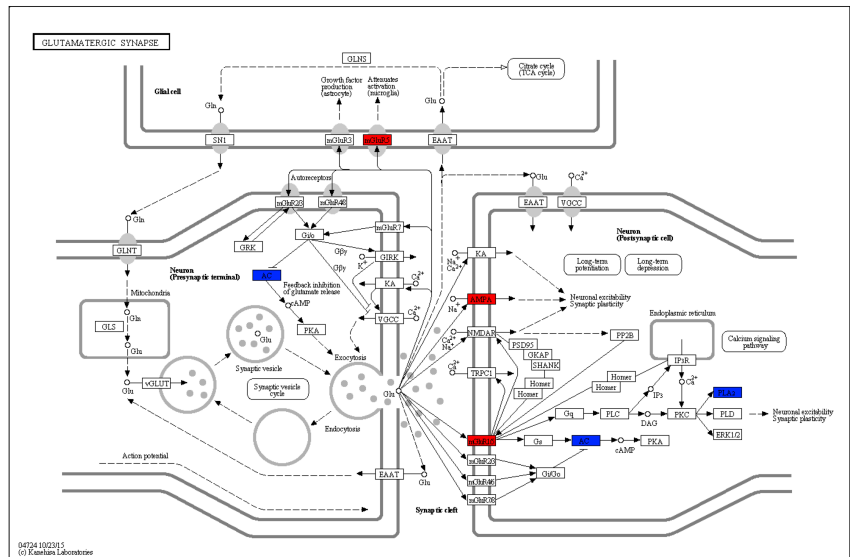 GLUTAMATERGIC SYNAPSE
GLNS
Citrate cycle
(TCA cycle)
Glial cell
Growth factor
production
(astrocyte)
Attenuates
activation
(microglia)
Gln
Glu
SN1
mGluR3
mGluR5
EAAT
Autoreceptors
Glu
Ca2+
mGluR2/3
mGluR4/8
EAAT
VGCC
Gln
GLNT
GRK
Gi/o
mGluR7
Gβγ
GIRK
K+
Neuron
(Presynaptic terminal)
AC
Gβγ
Feedback inhibition
of glutamate release
KA
Ca2+
cAMP
PKA
VGCC
Ca2+
Neuron
(Postsynaptic cell)
KA
Na+
Ca2+
Long-term
potentiation
Long-term
depression
Mitochondria
Gln
GLS
Glu
AMPA
Na+
Neuronal excitability
Synaptic plasticity
Endoplasmic reticulum
Glu
Synaptic vesicle
Exocytosis
NMDAR
Ca2+
Na+
PSD95
GKAP
SHANK
Homer
Homer
PP2B
Calcium signaling
pathway
IP3R
Homer
Homer
TRPC1
Ca2+
Glu
vGLUT
Synaptic vesicle
cycle
Endocytosis
Glu
IP3
Ca2+
PLA2
Gq
PLC
DAG
PKC
PLD
Neuronal excitability
Synaptic plasticity
ERK1/2
Gs
AC
cAMP
PKA
Action potential
EAAT
Glu
mGluR2/3
mGluR4/6
mGluR7/8
Gi/Go
Synaptic cleft
04724 10/23/15
(c) Kanehisa Laboratories